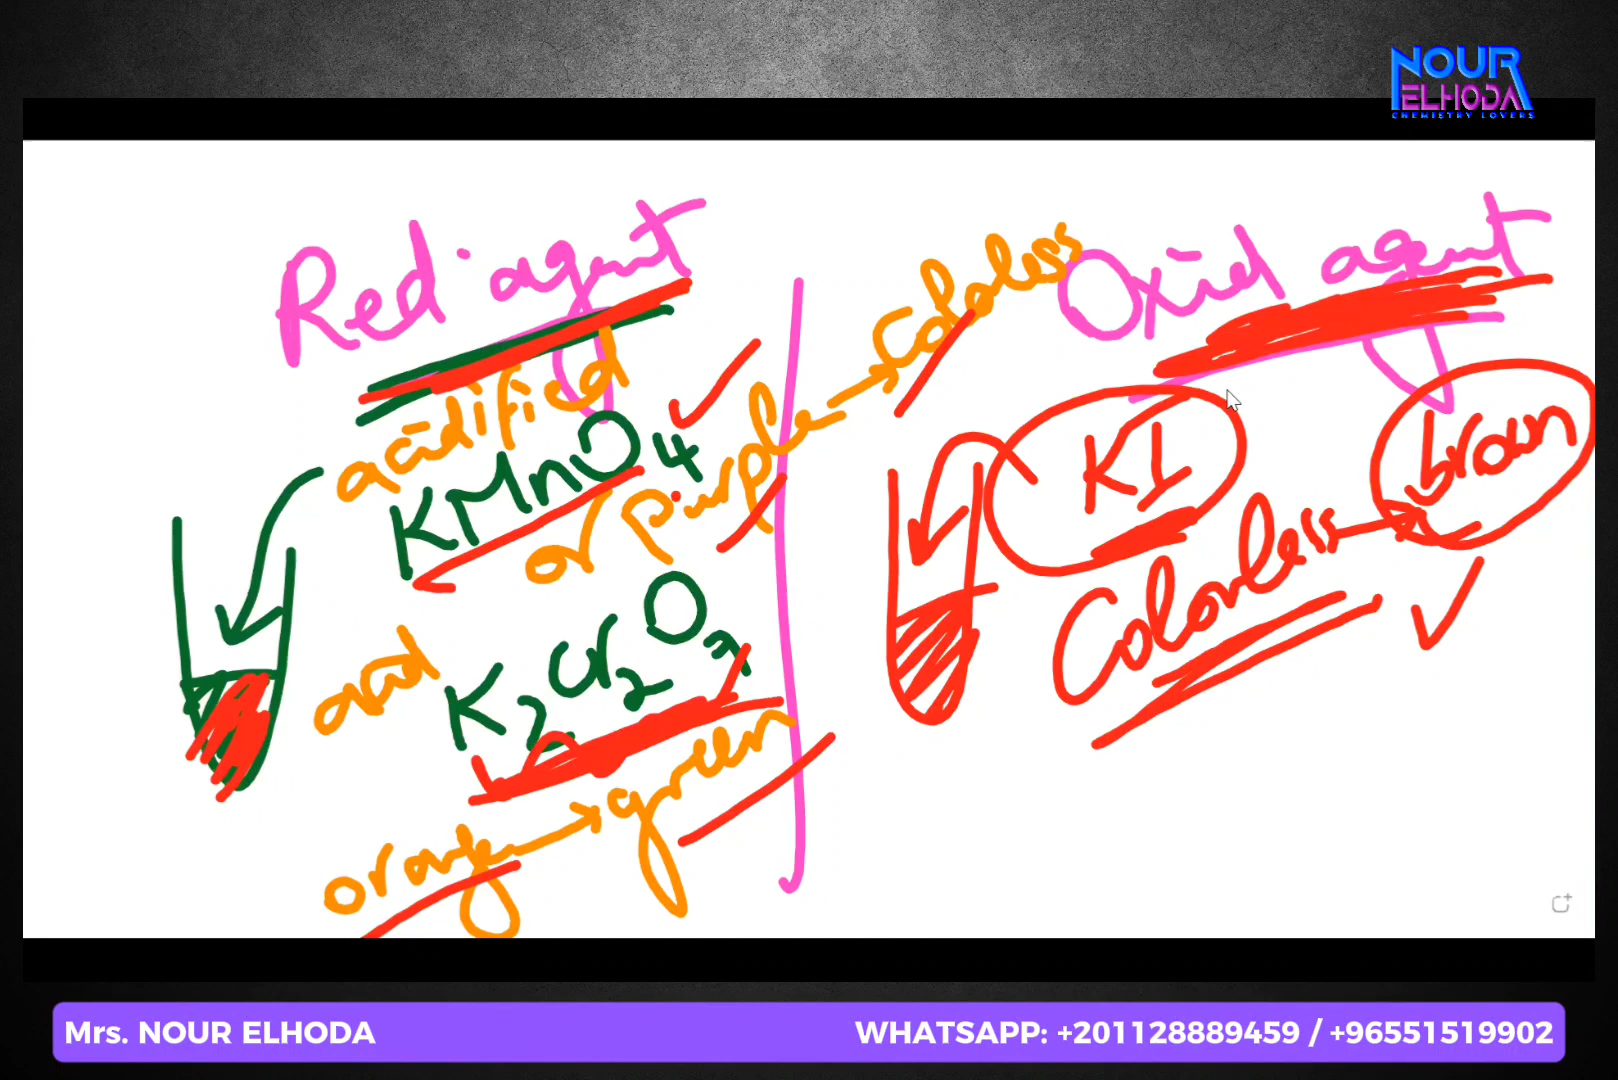 NOUR
ELHODA
CHEMISTRY LOVERS
Red. agent
acidified
KMnO4
or purple → Colorless
acid
K2Cr2O7
orange → green
Oxid agent
KI
Colorless → brown
Mrs. NOUR ELHODA
WHATSAPP: +201128889459 / +96551519902